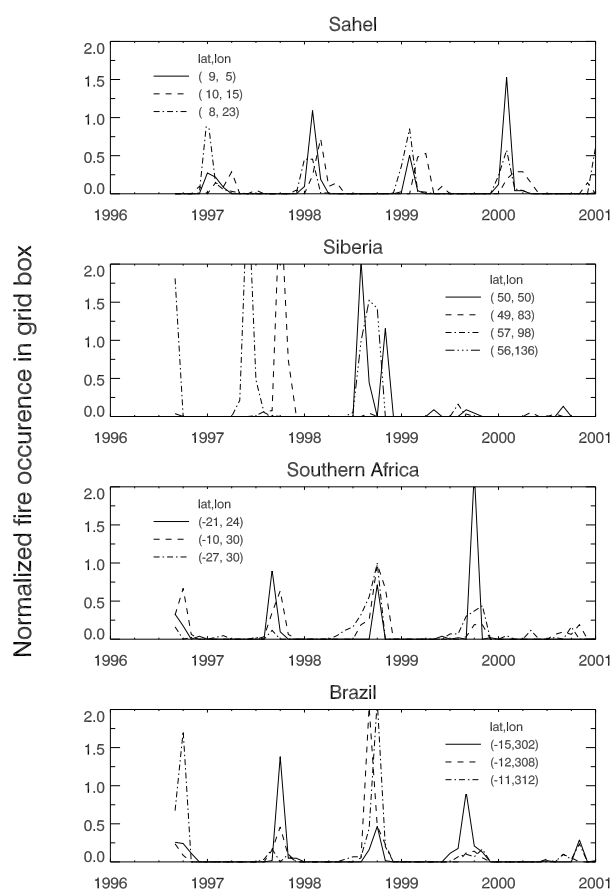 Normalized fire occurence in grid box
Sahel
2.0
1.5
1.0
0.5
0.0
lat,lon
( 9, 5)
( 10, 15)
( 8, 23)
1996 1997 1998 1999 2000 2001
Siberia
2.0
1.5
1.0
0.5
0.0
lat,lon
( 50, 50)
( 49, 83)
( 57, 98)
( 56,136)
1996 1997 1998 1999 2000 2001
Southern Africa
2.0
1.5
1.0
0.5
0.0
lat,lon
(-21, 24)
(-10, 30)
(-27, 30)
1996 1997 1998 1999 2000 2001
Brazil
2.0
1.5
1.0
0.5
0.0
lat,lon
(-15,302)
(-12,308)
(-11,312)
1996 1997 1998 1999 2000 2001